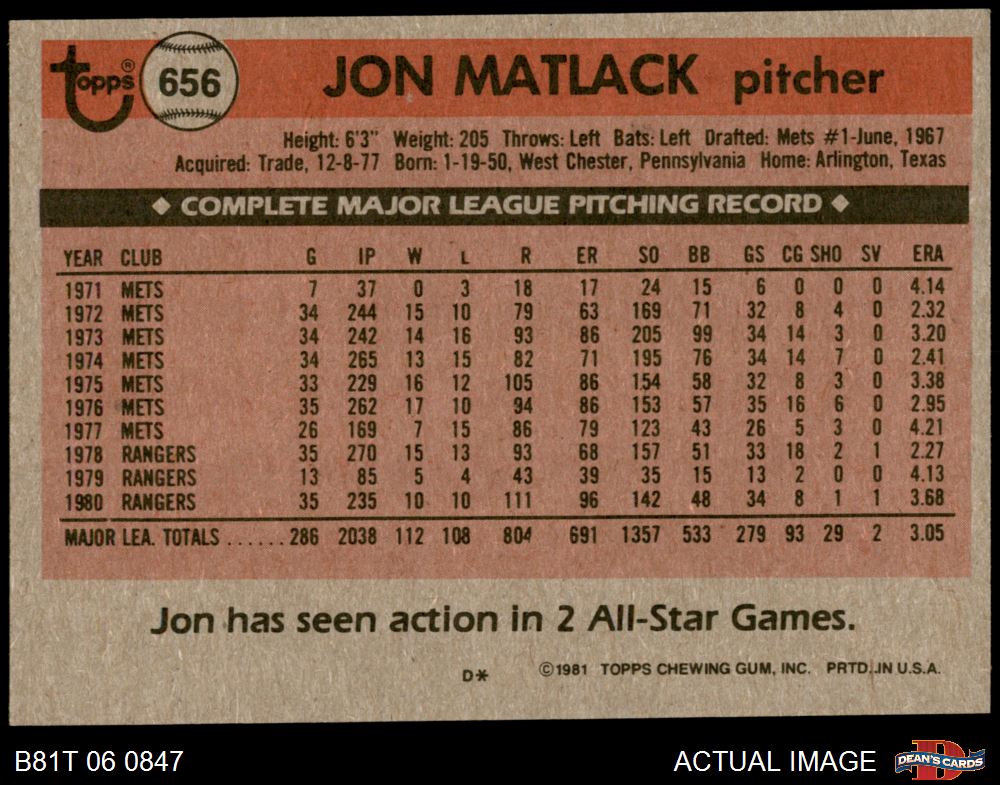 Topps® 656 JON MATLACK pitcher
Height: 6'3" Weight: 205 Throws: Left Bats: Left Drafted: Mets #1-June, 1967
Acquired: Trade, 12-8-77 Born: 1-19-50, West Chester, Pennsylvania Home: Arlington, Texas
◆ COMPLETE MAJOR LEAGUE PITCHING RECORD ◆
YEAR CLUB G IP W L R ER SO BB GS CG SHO SV ERA
1971 METS 7 37 0 3 18 17 24 15 6 0 0 0 4.14
1972 METS 34 244 15 10 79 63 169 71 32 8 4 0 2.32
1973 METS 34 242 14 16 93 86 205 99 34 14 3 0 3.20
1974 METS 34 265 13 15 82 71 195 76 34 14 7 0 2.41
1975 METS 33 229 16 12 105 86 154 58 32 8 3 0 3.38
1976 METS 35 262 17 10 94 86 153 57 35 16 6 0 2.95
1977 METS 26 169 7 15 86 79 123 43 26 5 3 0 4.21
1978 RANGERS 35 270 15 13 93 68 157 51 33 18 2 1 2.27
1979 RANGERS 13 85 5 4 43 39 35 15 13 2 0 0 4.13
1980 RANGERS 35 235 10 10 111 96 142 48 34 8 1 1 3.68
MAJOR LEA. TOTALS ...... 286 2038 112 108 804 691 1357 533 279 93 29 2 3.05
Jon has seen action in 2 All-Star Games.
D* ©1981 TOPPS CHEWING GUM, INC. PRTD. IN U.S.A.
B81T 06 0847 ACTUAL IMAGE DEAN'S CARDS